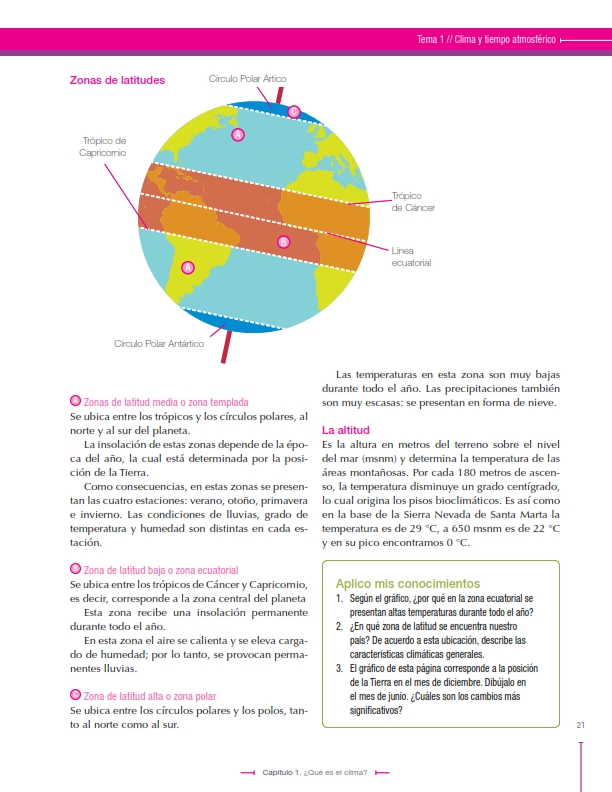 Tema 1 // Clima y tiempo atmosférico
Zonas de latitudes
Círculo Polar Ártico
C
A
Trópico de
Capricornio
Trópico
de Cáncer
B
Línea
ecuatorial
A
Círculo Polar Antártico
A Zonas de latitud media o zona templada
Se ubica entre los trópicos y los círculos polares, al
norte y al sur del planeta.
La insolación de estas zonas depende de la épo-
ca del año, la cual está determinada por la posi-
ción de la Tierra.
Como consecuencias, en estas zonas se presen-
tan las cuatro estaciones: verano, otoño, primavera
e invierno. Las condiciones de lluvias, grado de
temperatura y humedad son distintas en cada es-
tación.
B Zona de latitud baja o zona ecuatorial
Se ubica entre los trópicos de Cáncer y Capricornio,
es decir, corresponde a la zona central del planeta
Esta zona recibe una insolación permanente
durante todo el año.
En esta zona el aire se calienta y se eleva carga-
do de humedad; por lo tanto, se provocan perma-
nentes lluvias.
C Zona de latitud alta o zona polar
Se ubica entre los círculos polares y los polos, tan-
to al norte como al sur.
Las temperaturas en esta zona son muy bajas
durante todo el año. Las precipitaciones también
son muy escasas: se presentan en forma de nieve.
La altitud
Es la altura en metros del terreno sobre el nivel
del mar (msnm) y determina la temperatura de las
áreas montañosas. Por cada 180 metros de ascen-
so, la temperatura disminuye un grado centígrado,
lo cual origina los pisos bioclimáticos. Es así como
en la base de la Sierra Nevada de Santa Marta la
temperatura es de 29 °C, a 650 msnm es de 22 °C
y en su pico encontramos 0 °C.
Aplico mis conocimientos
1. Según el gráfico, ¿por qué en la zona ecuatorial se
presentan altas temperaturas durante todo el año?
2. ¿En qué zona de latitud se encuentra nuestro
país? De acuerdo a esta ubicación, describe las
características climáticas generales.
3. El gráfico de esta página corresponde a la posición
de la Tierra en el mes de diciembre. Dibújalo en
el mes de junio. ¿Cuáles son los cambios más
significativos?
21
Capítulo 1. ¿Qué es el clima?